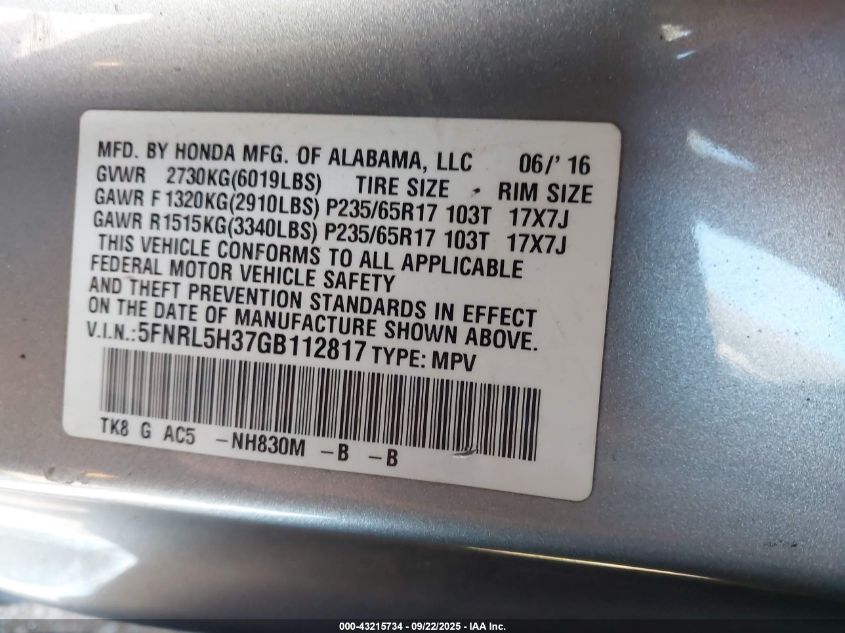 MFD. BY HONDA MFG. OF ALABAMA, LLC 06/'16
GVWR 2730KG(6019LBS) TIRE SIZE RIM SIZE
GAWR F 1320KG(2910LBS) P235/65R17 103T 17X7J
GAWR R1515KG(3340LBS) P235/65R17 103T 17X7J
THIS VEHICLE CONFORMS TO ALL APPLICABLE
FEDERAL MOTOR VEHICLE SAFETY
AND THEFT PREVENTION STANDARDS IN EFFECT
ON THE DATE OF MANUFACTURE SHOWN ABOVE.
V.I.N.:5FNRL5H37GB112817 TYPE: MPV
TK8 G AC5 -NH830M -B -B
000-43215734 - 09/22/2025 - IAA Inc.